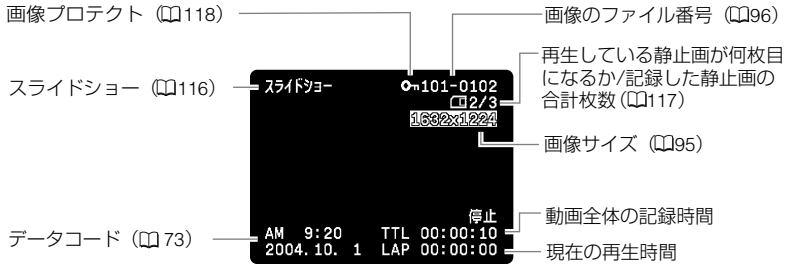 画像プロテクト(118)
画像のファイル番号(96)
再生している静止画が何枚目
になるか/記録した静止画の
合計枚数(117)
スライドショー(116)
画像サイズ(95)
スライドショー 101-0102
2/3
1632x1224
停止
AM 9:20 TTL 00:00:10
2004.10. 1 LAP 00:00:00
データコード(73)
動画全体の記録時間
現在の再生時間